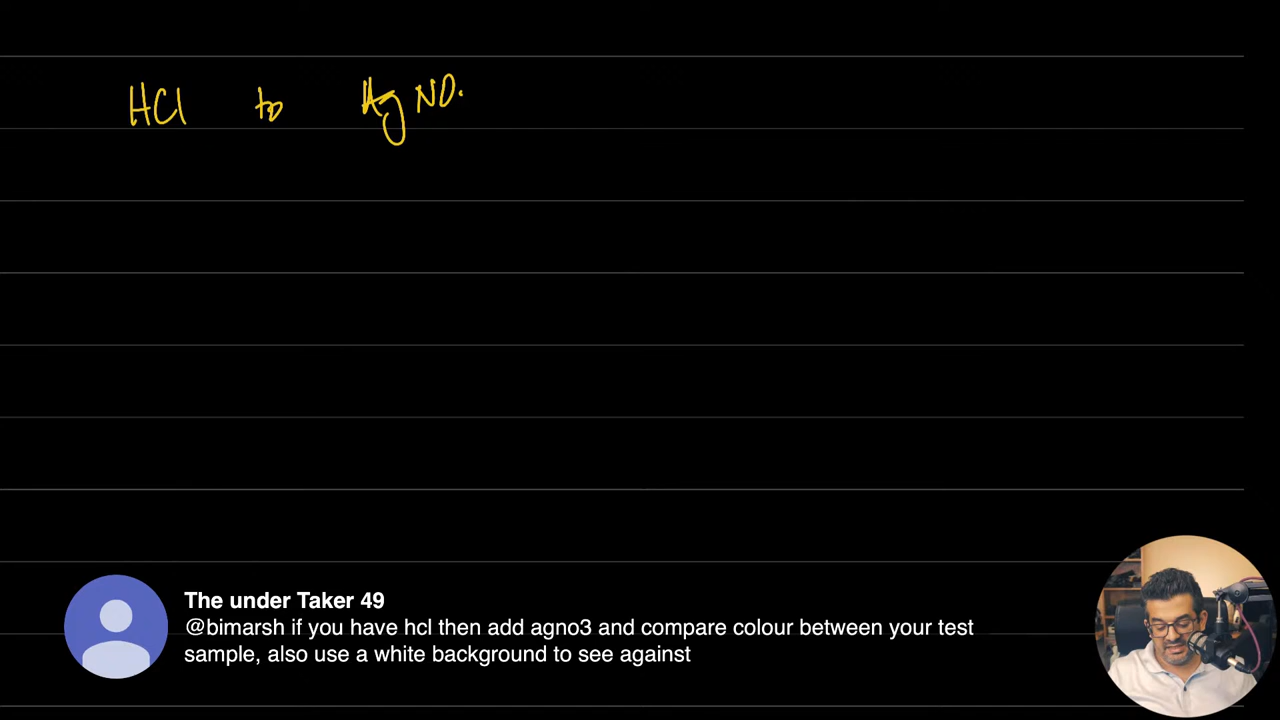 HCl to AgNO.
The under Taker 49
@bimarsh if you have hcl then add agno3 and compare colour between your test
sample, also use a white background to see against